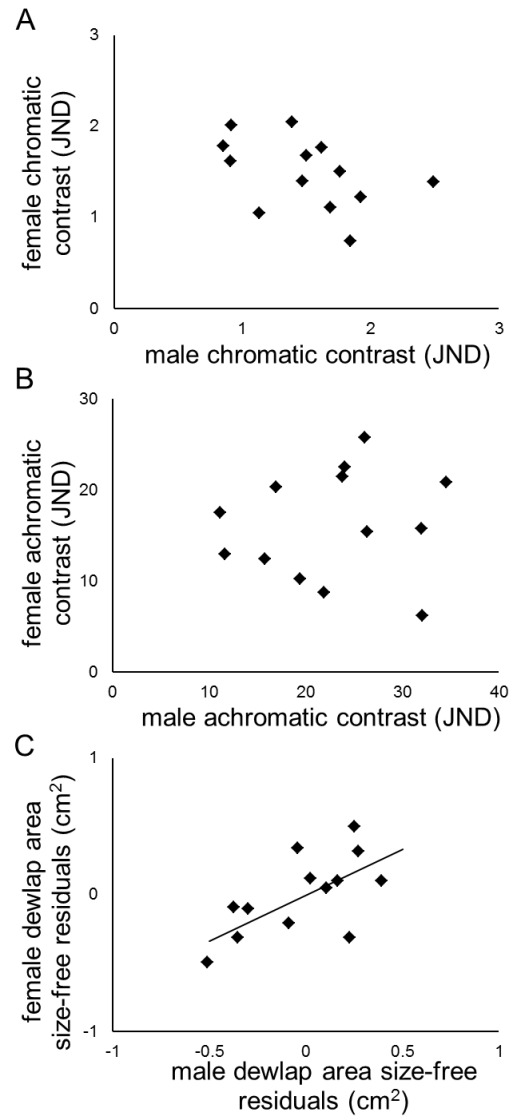 A
3
2
1
0
female chromatic
contrast (JND)
0 1 2 3
male chromatic contrast (JND)
B
30
20
10
0
female achromatic
contrast (JND)
0 10 20 30 40
male achromatic contrast (JND)
C
1
0
-1
female dewlap area
size-free residuals (cm²)
-1 -0.5 0 0.5 1
male dewlap area size-free
residuals (cm²)